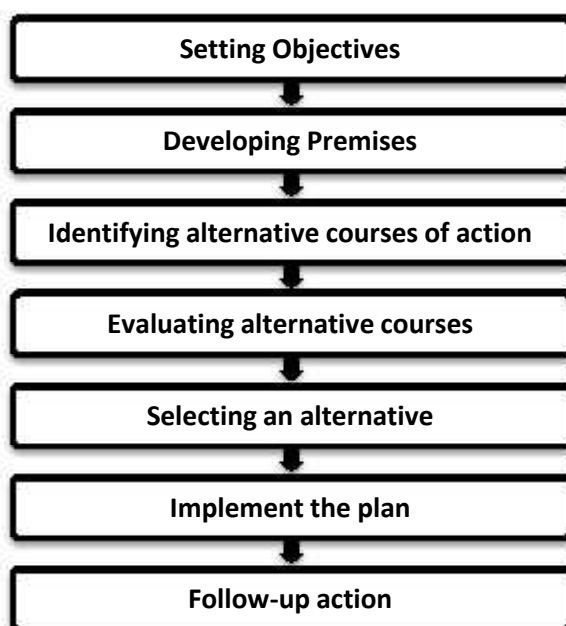 Setting Objectives
Developing Premises
Identifying alternative courses of action
Evaluating alternative courses
Selecting an alternative
Implement the plan
Follow-up action